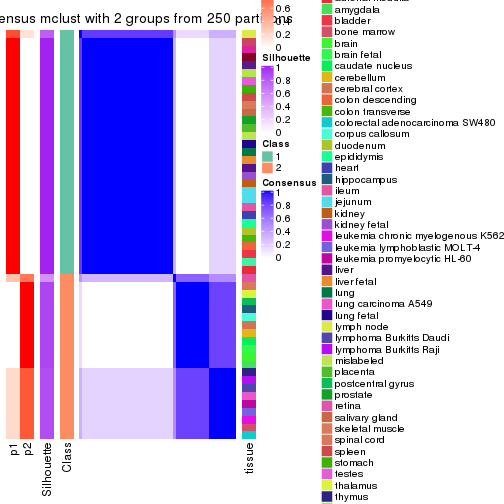 ensus mclust with 2 groups from 250 partitions
0.6
0.4
0.2
0
Silhouette
1
0.8
0.6
0.4
0.2
0
Class
1
2
Consensus
1
0.8
0.6
0.4
0.2
0
amygdala
bladder
bone marrow
brain
brain fetal
caudate nucleus
cerebellum
cerebral cortex
colon descending
colon transverse
colorectal adenocarcinoma SW480
corpus callosum
duodenum
epididymis
heart
hippocampus
ileum
jejunum
kidney
kidney fetal
leukemia chronic myelogenous K562
leukemia lymphoblastic MOLT-4
leukemia promyelocytic HL-60
liver
liver fetal
lung
lung carcinoma A549
lung fetal
lymph node
lymphoma Burkitts Daudi
lymphoma Burkitts Raji
mislabeled
placenta
postcentral gyrus
prostate
retina
salivary gland
skeletal muscle
spinal cord
spleen
stomach
testes
thalamus
thymus
p1
p2
Silhouette
Class
tissue